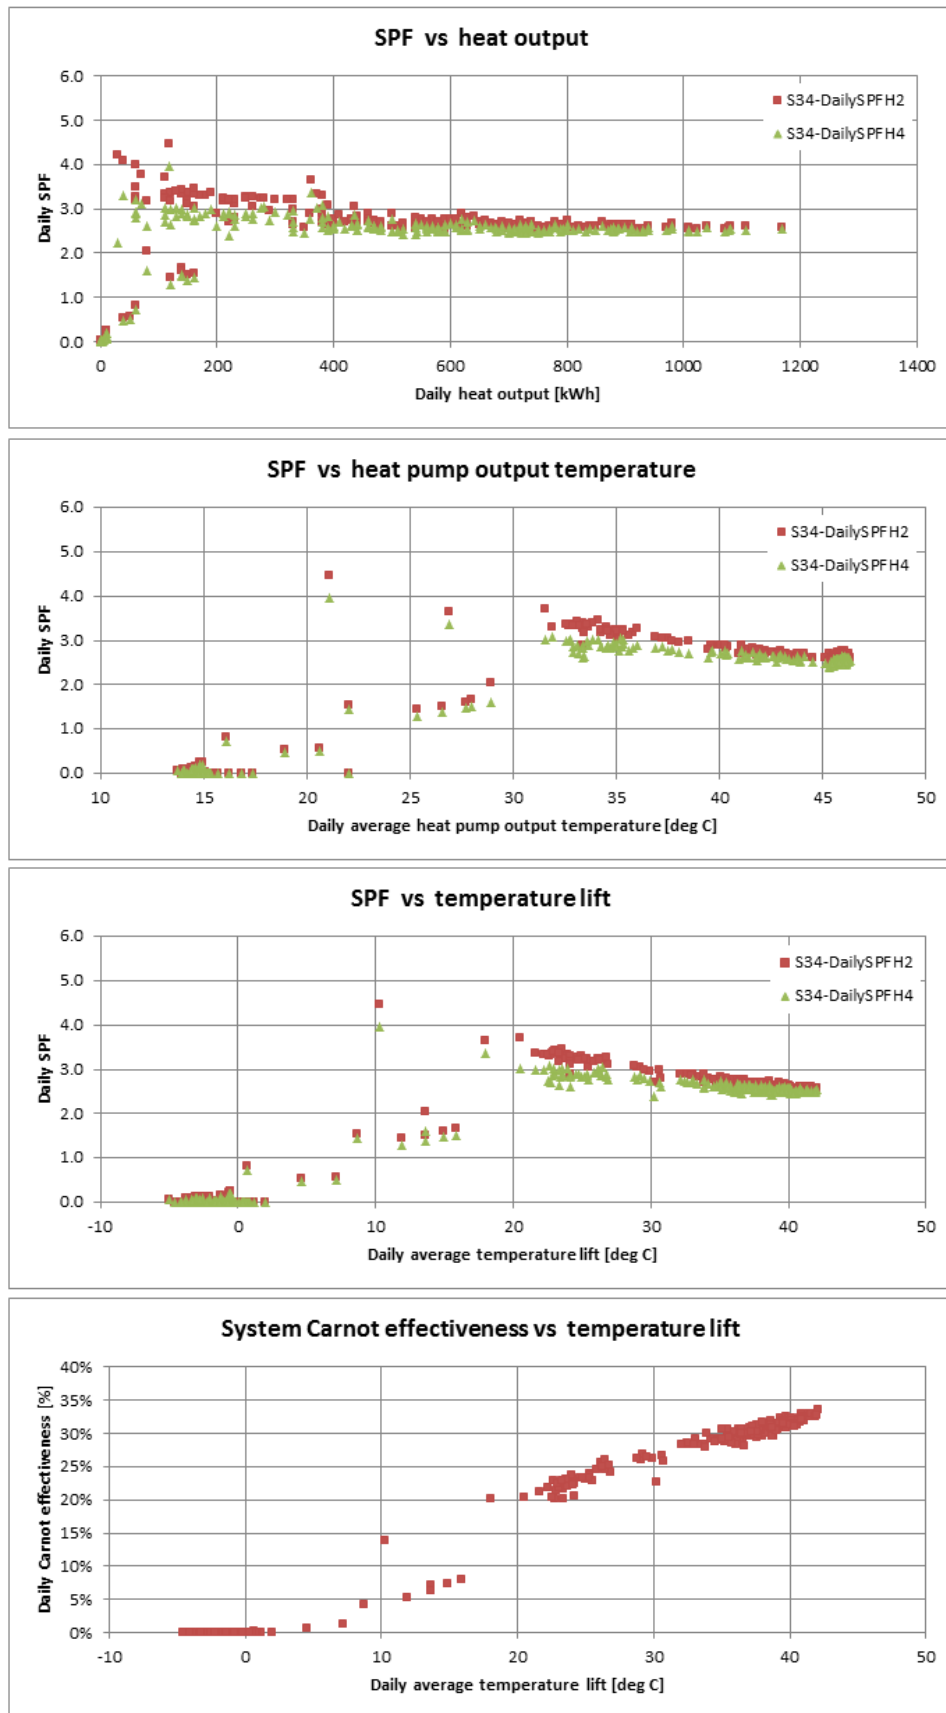 SPF vs heat output
6.0
5.0
4.0
3.0
2.0
1.0
0.0
Daily SPF
S34-DailySPFH2
S34-DailySPFH4
0 200 400 600 800 1000 1200 1400
Daily heat output [kWh]
SPF vs heat pump output temperature
6.0
5.0
4.0
3.0
2.0
1.0
0.0
Daily SPF
S34-DailySPFH2
S34-DailySPFH4
10 15 20 25 30 35 40 45 50
Daily average heat pump output temperature [deg C]
SPF vs temperature lift
6.0
5.0
4.0
3.0
2.0
1.0
0.0
Daily SPF
S34-DailySPFH2
S34-DailySPFH4
-10 0 10 20 30 40 50
Daily average temperature lift [deg C]
System Carnot effectiveness vs temperature lift
40%
35%
30%
25%
20%
15%
10%
5%
0%
Daily Carnot effectiveness [%]
-10 0 10 20 30 40 50
Daily average temperature lift [deg C]